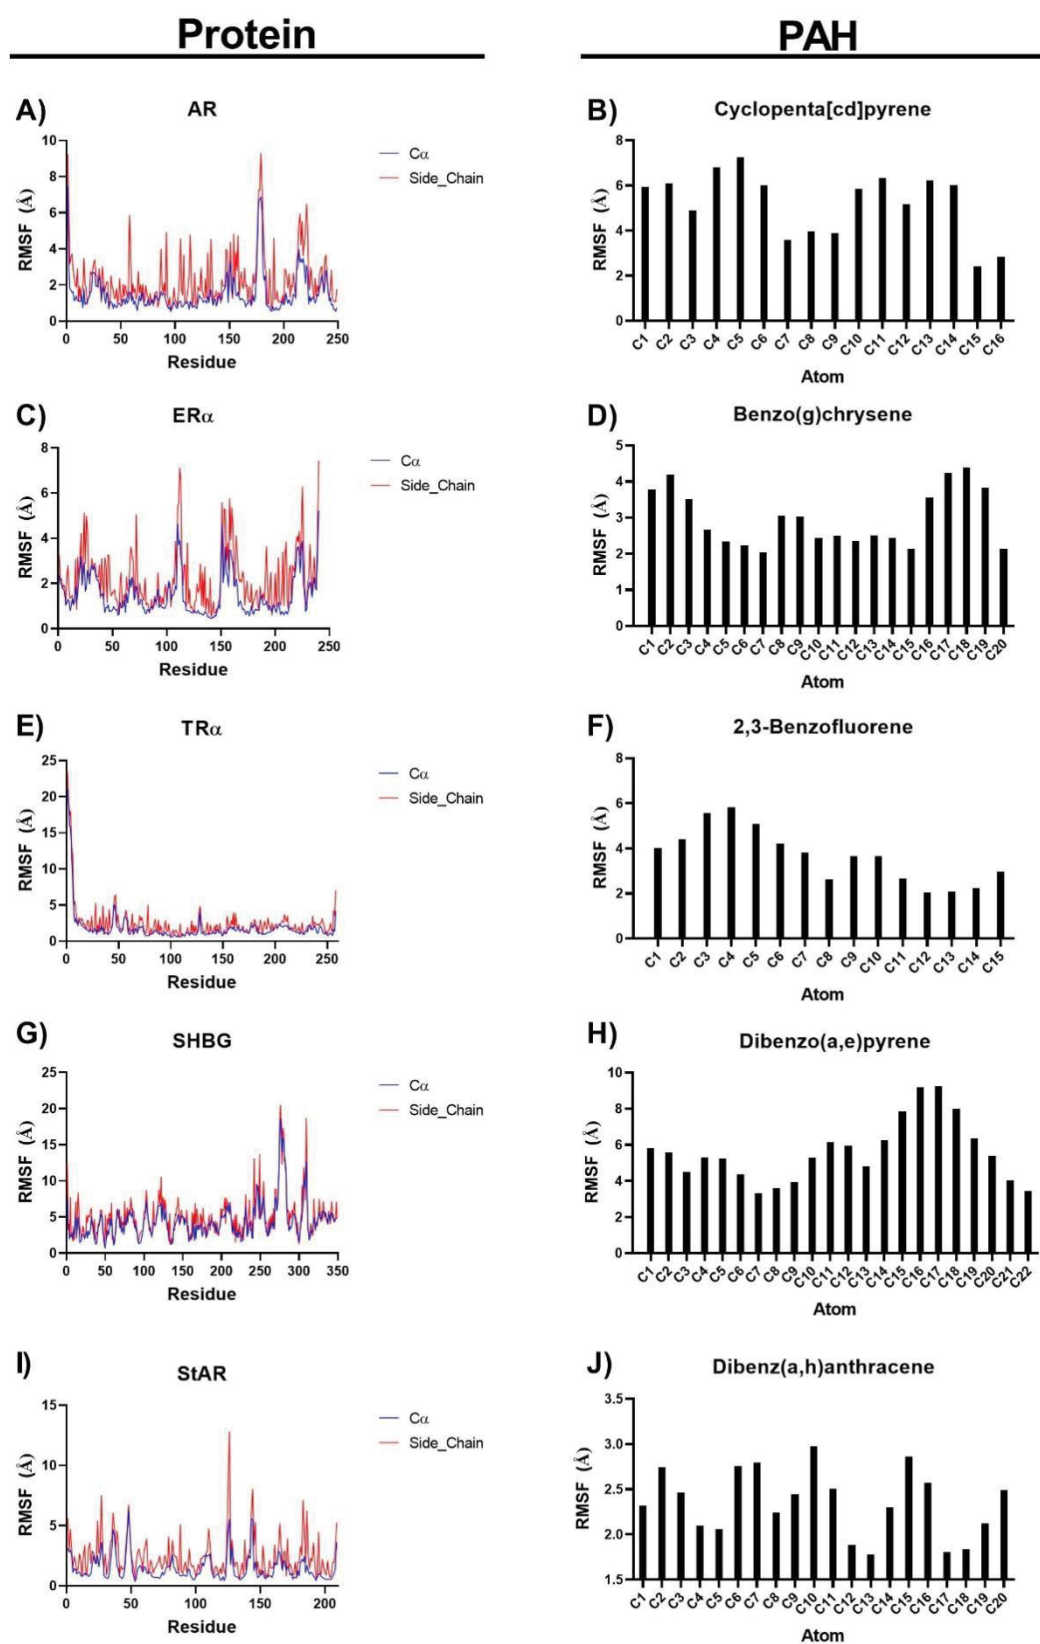 Protein
PAH
A)
AR
RMSF (Å)
10
8
6
4
2
0
0 50 100 150 200 250
Residue
Cα
Side_Chain
B)
Cyclopenta[cd]pyrene
RMSF (Å)
8
6
4
2
0
C1 C2 C3 C4 C5 C6 C7 C8 C9 C10 C11 C12 C13 C14 C15 C16
Atom
C)
ERα
RMSF (Å)
8
6
4
2
0
0 50 100 150 200 250
Residue
Cα
Side_Chain
D)
Benzo(g)chrysene
RMSF (Å)
5
4
3
2
1
0
C1 C2 C3 C4 C5 C6 C7 C8 C9 C10 C11 C12 C13 C14 C15 C16 C17 C18 C19 C20
Atom
E)
TRα
RMSF (Å)
25
20
15
10
5
0
0 50 100 150 200 250
Residue
Cα
Side_Chain
F)
2,3-Benzofluorene
RMSF (Å)
8
6
4
2
0
C1 C2 C3 C4 C5 C6 C7 C8 C9 C10 C11 C12 C13 C14 C15
Atom
G)
SHBG
RMSF (Å)
25
20
15
10
5
0
0 50 100 150 200 250 300 350
Residue
Cα
Side_Chain
H)
Dibenzo(a,e)pyrene
RMSF (Å)
10
8
6
4
2
0
C1 C2 C3 C4 C5 C6 C7 C8 C9 C10 C11 C12 C13 C14 C15 C16 C17 C18 C19 C20 C21 C22
Atom
I)
StAR
RMSF (Å)
15
10
5
0
0 50 100 150 200
Residue
Cα
Side_Chain
J)
Dibenz(a,h)anthracene
RMSF (Å)
3.5
3.0
2.5
2.0
1.5
C1 C2 C3 C4 C5 C6 C7 C8 C9 C10 C11 C12 C13 C14 C15 C16 C17 C18 C19 C20
Atom